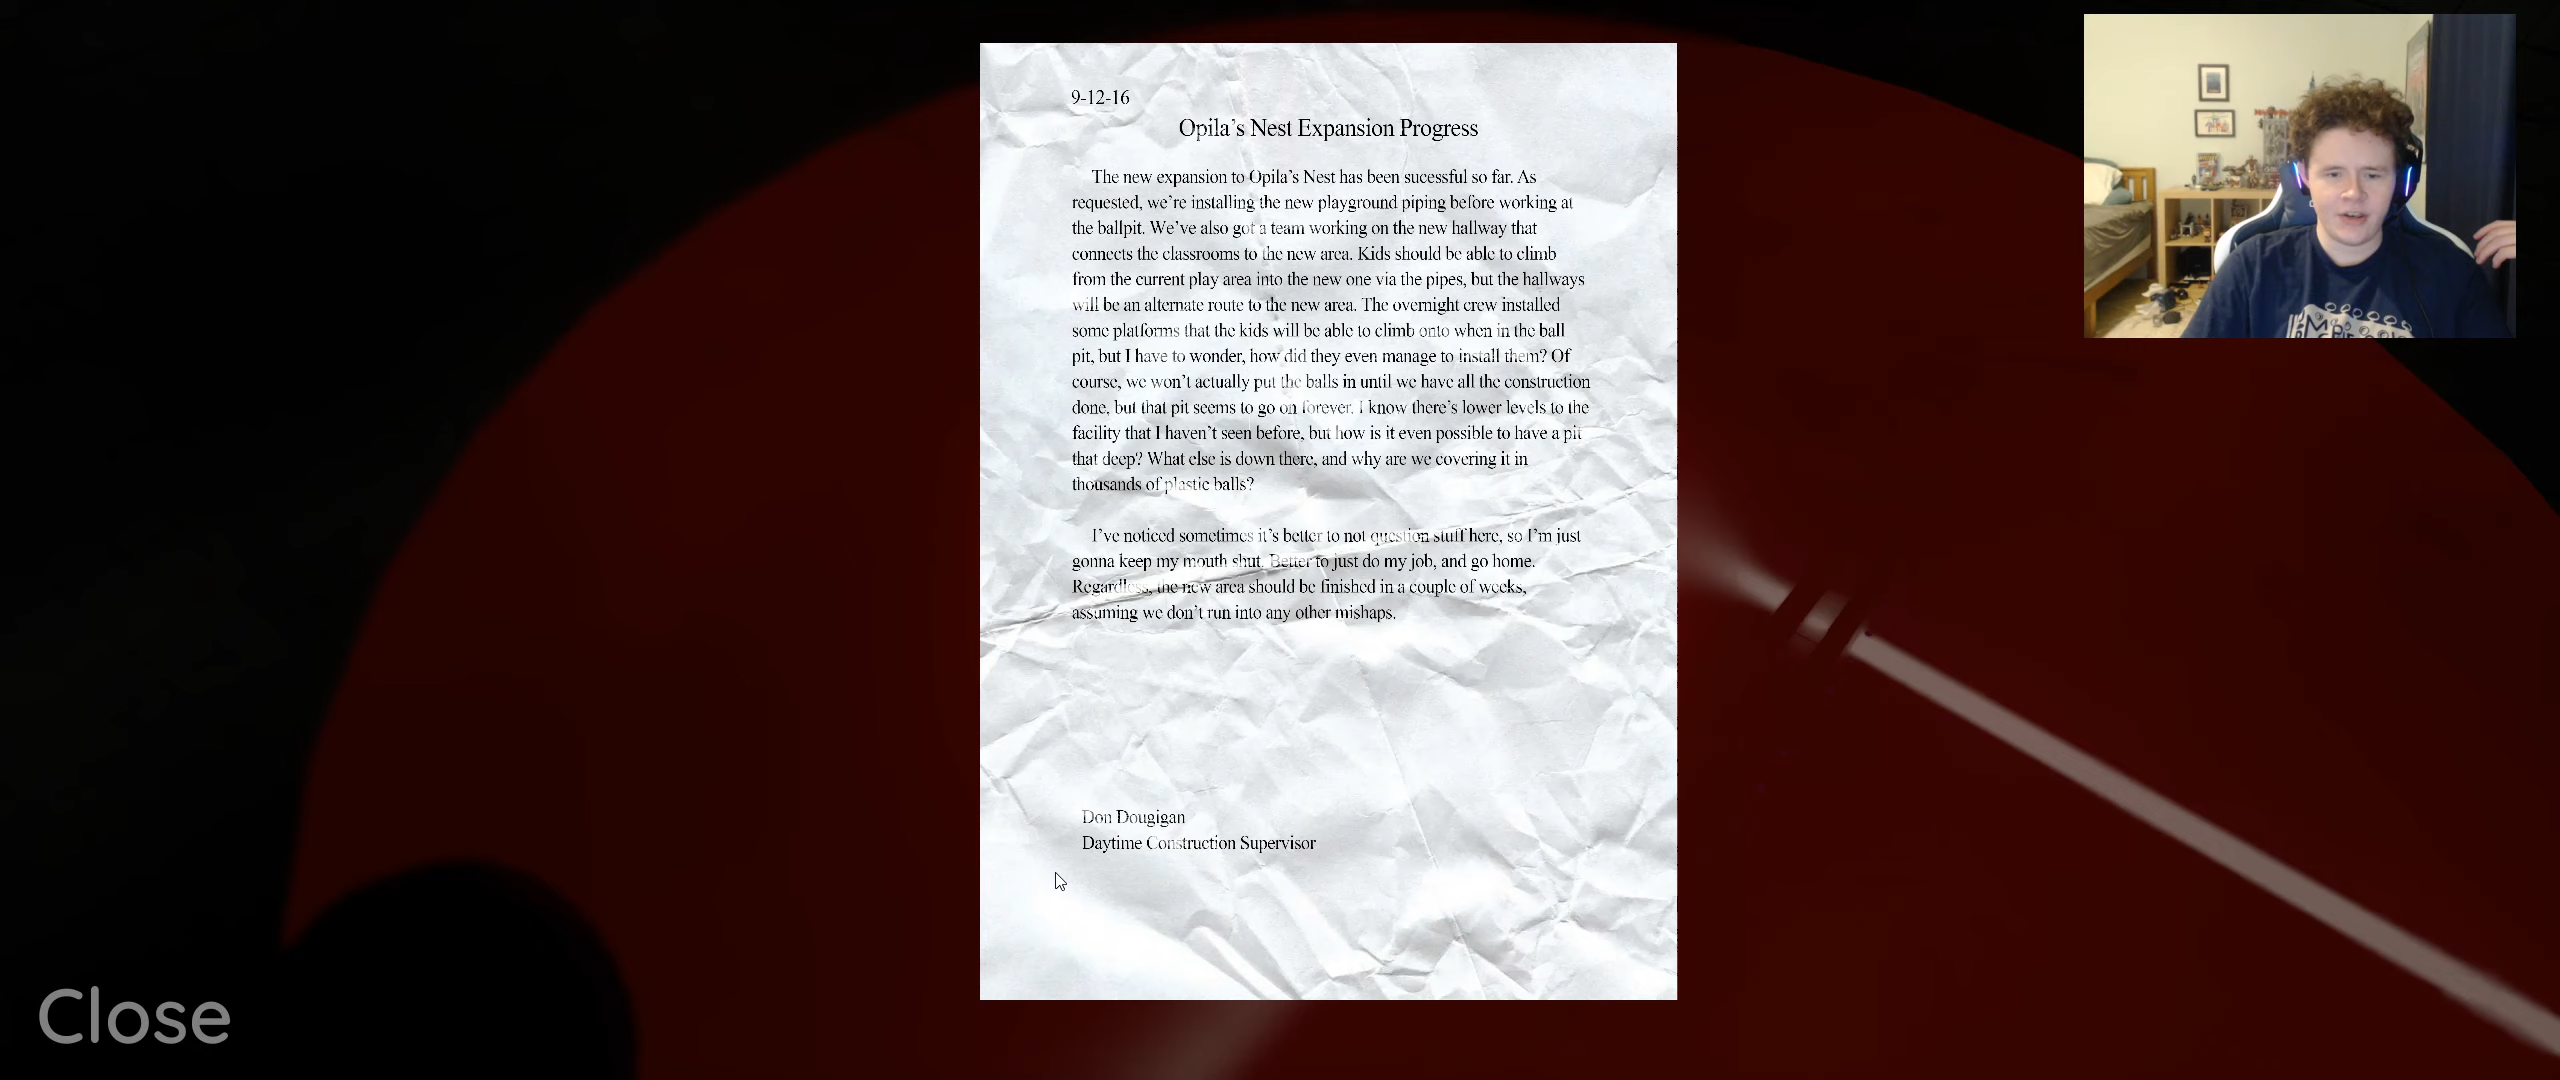 9-12-16
Opila's Nest Expansion Progress
The new expansion to Opila's Nest has been sucessful so far. As
requested, we're installing the new playground piping before working at
the ballpit. We've also got a team working on the new hallway that
connects the classrooms to the new area. Kids should be able to climb
from the current play area into the new one via the pipes, but the hallways
will be an alternate route to the new area. The overnight crew installed
some platforms that the kids will be able to climb onto when in the ball
pit, but I have to wonder, how did they even manage to install them? Of
course, we won't actually put the balls in until we have all the construction
done, but that pit seems to go on forever. I know there's lower levels to the
facility that I haven't seen before, but how is it even possible to have a pit
that deep? What else is down there, and why are we covering it in
thousands of plastic balls?
I've noticed sometimes it's better to not question stuff here, so I'm just
gonna keep my mouth shut. Better to just do my job, and go home.
Regardless, the new area should be finished in a couple of weeks,
assuming we don't run into any other mishaps.
Don Dougigan
Daytime Construction Supervisor
Close